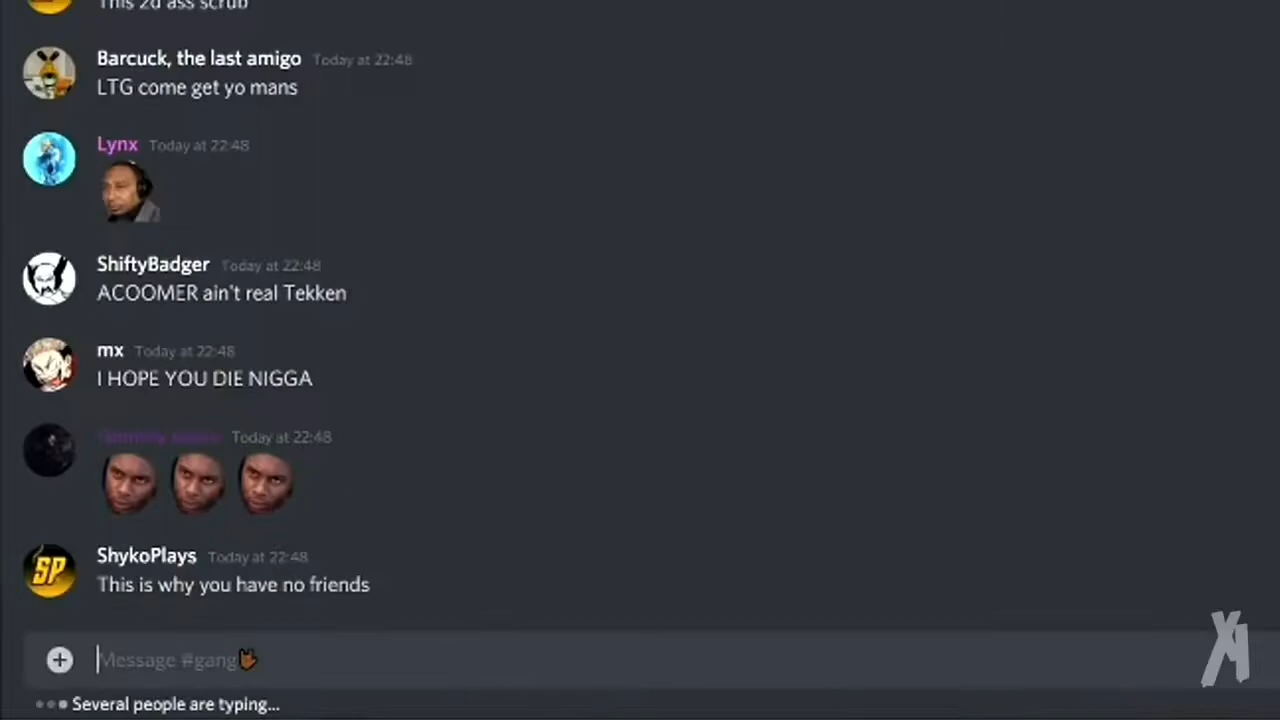 This 2d ass scrub
Barcuck, the last amigo Today at 22:48
LTG come get yo mans
Lynx Today at 22:48
ShiftyBadger Today at 22:48
ACOOMER ain't real Tekken
mx Today at 22:48
I HOPE YOU DIE NIGGA
Today at 22:48
SP ShykoPlays Today at 22:48
This is why you have no friends
Message #gang🤘🏾
Several people are typing...